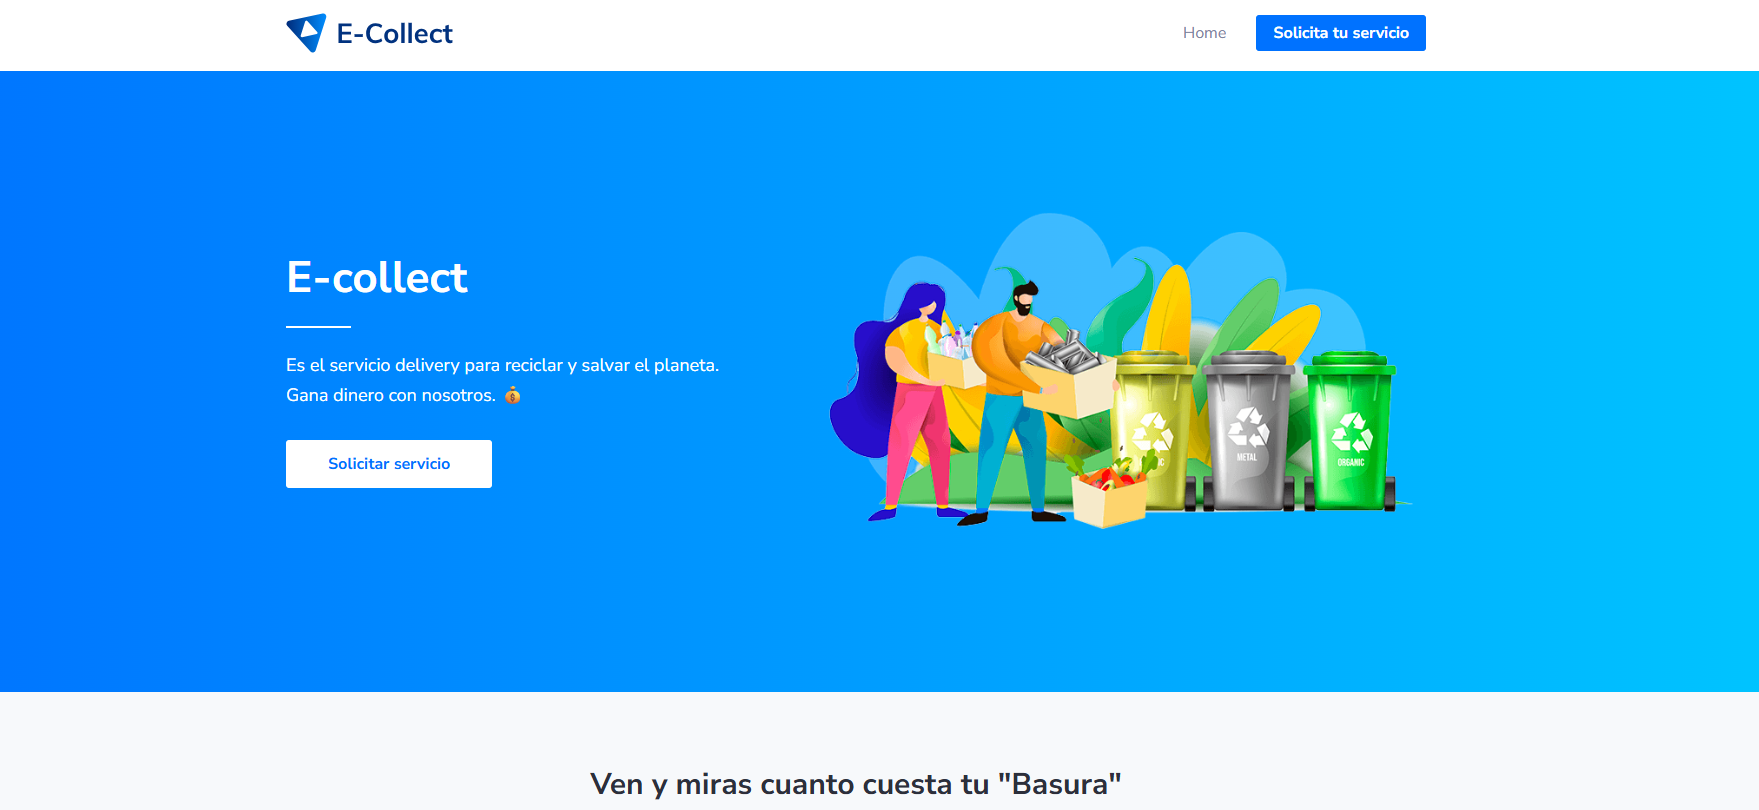 E-Collect
Home
Solicita tu servicio
E-collect
Es el servicio delivery para reciclar y salvar el planeta.
Gana dinero con nosotros. 💰
Solicitar servicio
METAL
ORGANIC
Ven y miras cuanto cuesta tu "Basura"